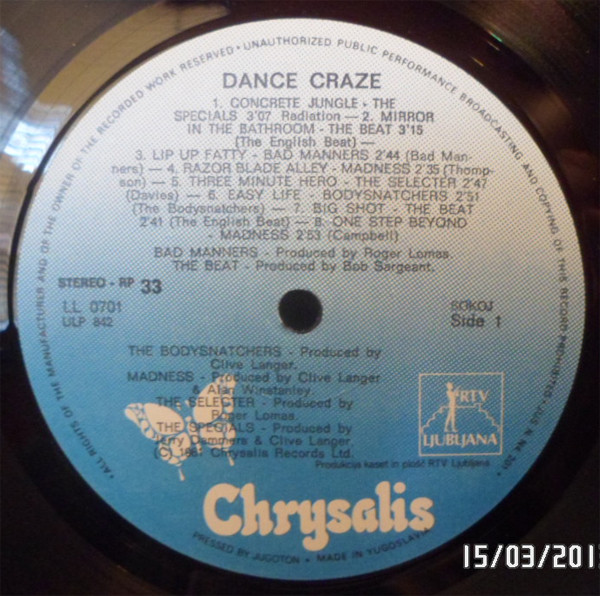 • ALL RIGHTS OF THE MANUFACTURER AND OF THE OWNER OF THE RECORDED WORK RESERVED • UNAUTHORIZED PUBLIC PERFORMANCE BROADCASTING AND COPYING OF THIS RECORD PROHIBITED •
DANCE CRAZE
1. CONCRETE JUNGLE - THE
SPECIALS 3'07 Radiation — 2. MIRROR
IN THE BATHROOM - THE BEAT 3'15
(The English Beat) —
3. LIP UP FATTY - BAD MANNERS 2'44 (Bad Man-
ners) — 4. RAZOR BLADE ALLEY - MADNESS 2'35 (Thomp-
son) — 5. THREE MINUTE HERO - THE SELECTER 2'47
(Davies) — 6. EASY LIFE - BODYSNATCHERS 2'51
(The Bodysnatchers) — 7. BIG SHOT - THE BEAT
2'41 (The English Beat) — 8. ONE STEP BEYOND
- MADNESS 2'53 (Campbell)
BAD MANNERS - Produced by Roger Lomas.
THE BEAT - Produced by Bob Sargeant.
STEREO - RP 33
LL 0701
ULP 842
SOKOJ
Side 1
THE BODYSNATCHERS - Produced by
Clive Langer.
MADNESS - Produced by Clive Langer
& Alan Winstanley
THE SELECTER - Produced by
Roger Lomas.
THE SPECIALS - Produced by
Jerry Dammers & Clive Langer.
(C) 1981 Chrysalis Records Ltd.
RTV
LJUBLJANA
Produkcija kaset in plošč RTV Ljubljana
Chrysalis
PRESSED BY JUGOTON • MADE IN YUGOSLAVIA
15/03/201